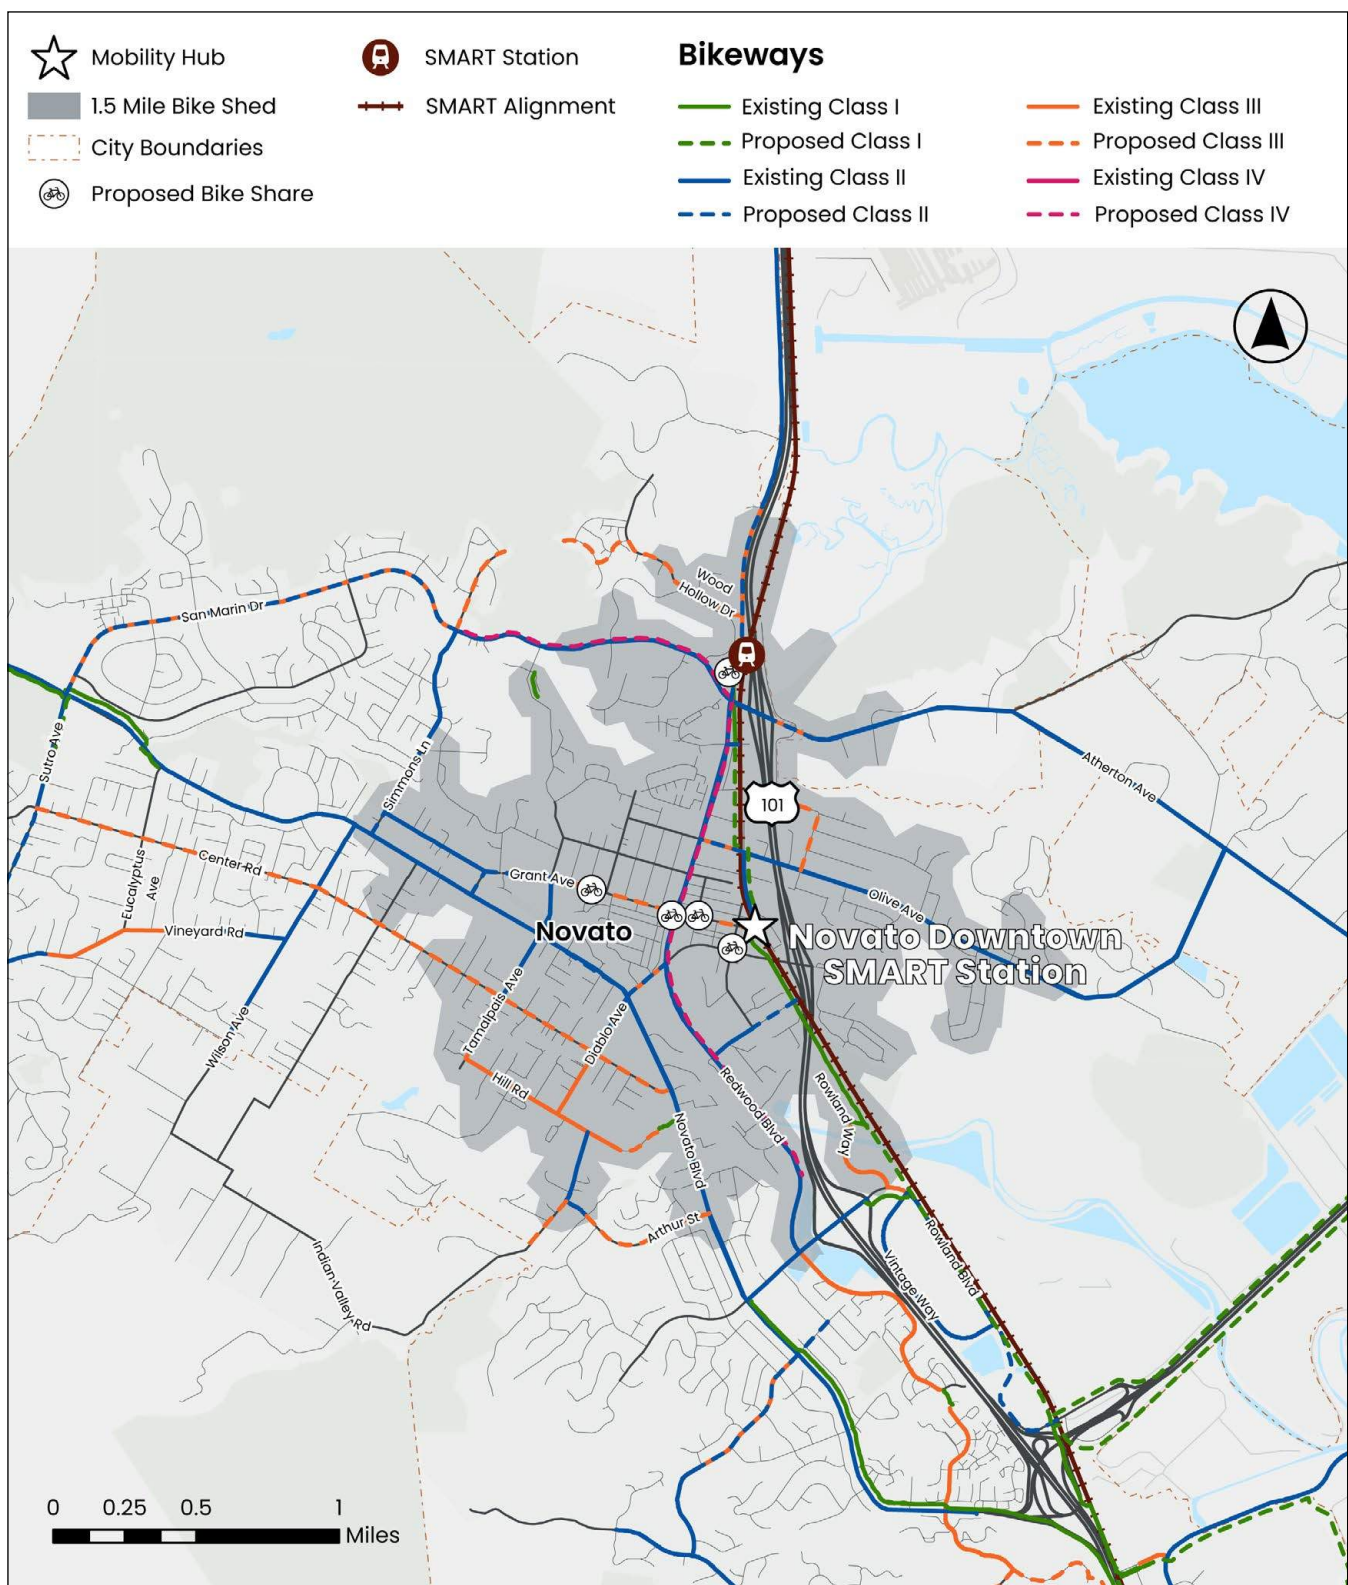 Mobility Hub
SMART Station
Bikeways
1.5 Mile Bike Shed
SMART Alignment
Existing Class I
Existing Class III
City Boundaries
Proposed Class I
Proposed Class III
Proposed Bike Share
Existing Class II
Existing Class IV
Proposed Class II
Proposed Class IV
Wood
Hollow Dr
San Marin Dr
Sutro Ave
Simmons Ln
Atherton Ave
101
Center Rd
Eucalyptus
Ave
Grant Ave
Olive Ave
Vineyard Rd
Novato
Novato Downtown
SMART Station
Wilson Ave
Tamalpais Ave
Diablo Ave
Hill Rd
Redwood Blvd
Rowland Way
Novato Blvd
Arthur St
Indian Valley Rd
Vintage Way
Rowland Blvd
0 0.25 0.5 1
Miles